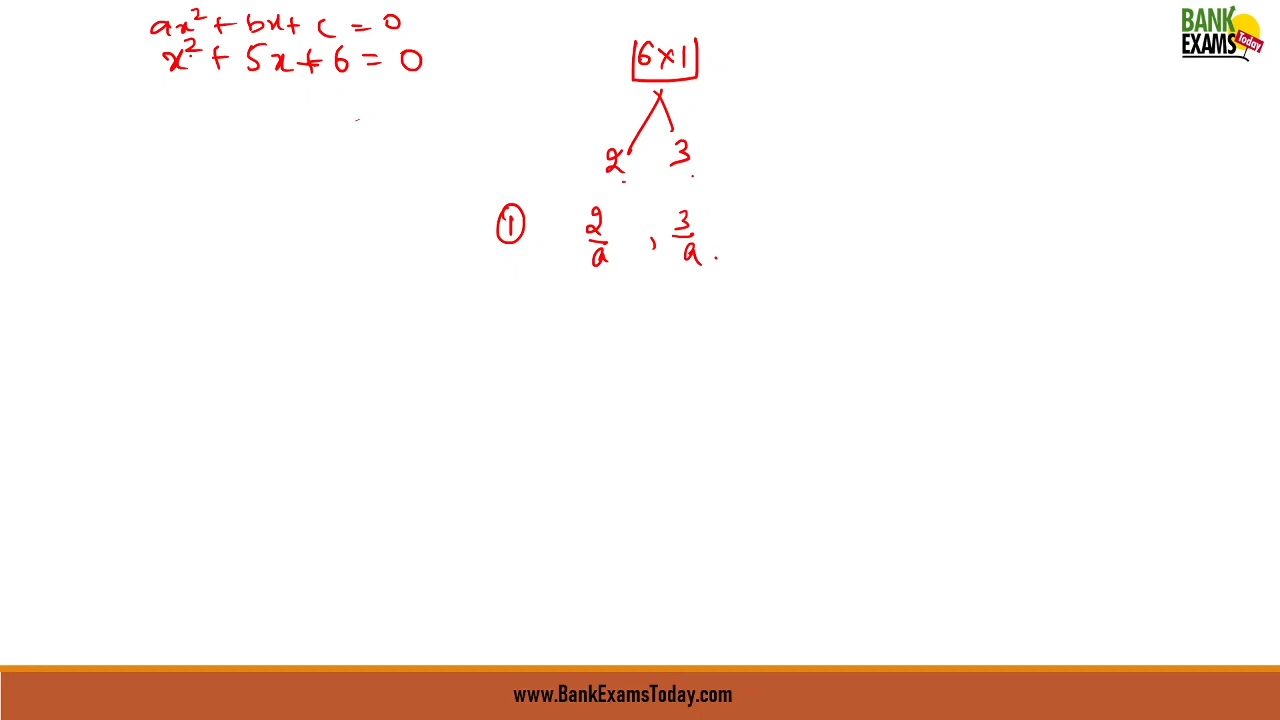 ax² + bx + c = 0
x² + 5x + 6 = 0
6 × 1
2 3
① 2/a , 3/a .
BANK EXAMS Today
www.BankExamsToday.com